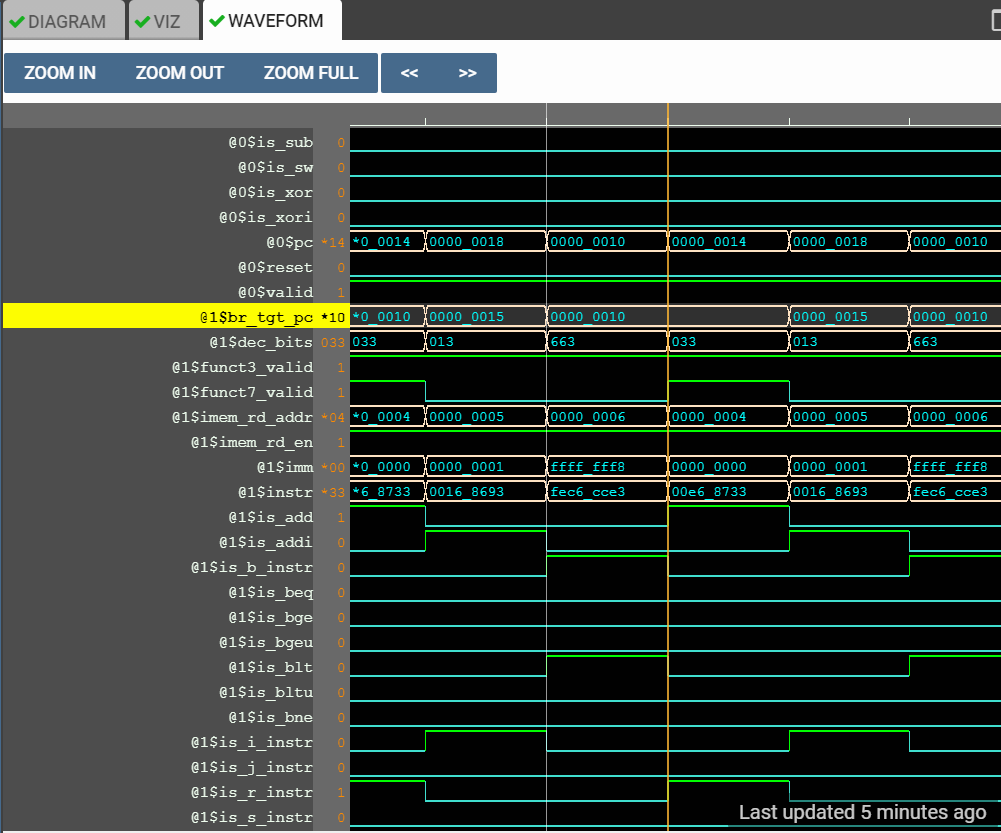 DIAGRAM VIZ WAVEFORM
ZOOM IN ZOOM OUT ZOOM FULL << >>
@0$is_sub 0
@0$is_sw 0
@0$is_xor 0
@0$is_xori 0
@0$pc *14 *0_0014 0000_0018 0000_0010 0000_0014 0000_0018 0000_0010
@0$reset 0
@0$valid 1
@1$br_tgt_pc *10 *0_0010 0000_0015 0000_0010 0000_0015 0000_0010
@1$dec_bits 033 033 013 663 033 013 663
@1$funct3_valid 1
@1$funct7_valid 1
@1$imem_rd_addr *04 *0_0004 0000_0005 0000_0006 0000_0004 0000_0005 0000_0006
@1$imem_rd_en 1
@1$imm *00 *0_0000 0000_0001 ffff_fff8 0000_0000 0000_0001 ffff_fff8
@1$instr *33 *6_8733 0016_8693 fec6_cce3 00e6_8733 0016_8693 fec6_cce3
@1$is_add 1
@1$is_addi 0
@1$is_b_instr 0
@1$is_beq 0
@1$is_bge 0
@1$is_bgeu 0
@1$is_blt 0
@1$is_bltu 0
@1$is_bne 0
@1$is_i_instr 0
@1$is_j_instr 0
@1$is_r_instr 1
@1$is_s_instr 0
Last updated 5 minutes ago